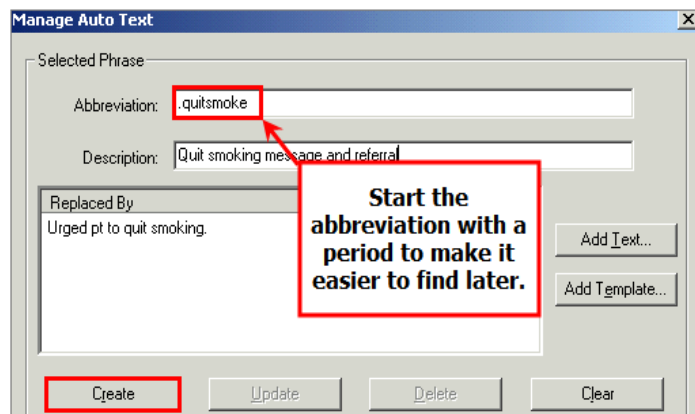 Manage Auto Text
Selected Phrase
Abbreviation: .quitsmoke
Description: Quit smoking message and referral
Replaced By
Urged pt to quit smoking.
Start the
abbreviation with a
period to make it
easier to find later.
Add Text...
Add Template...
Create Update Delete Clear